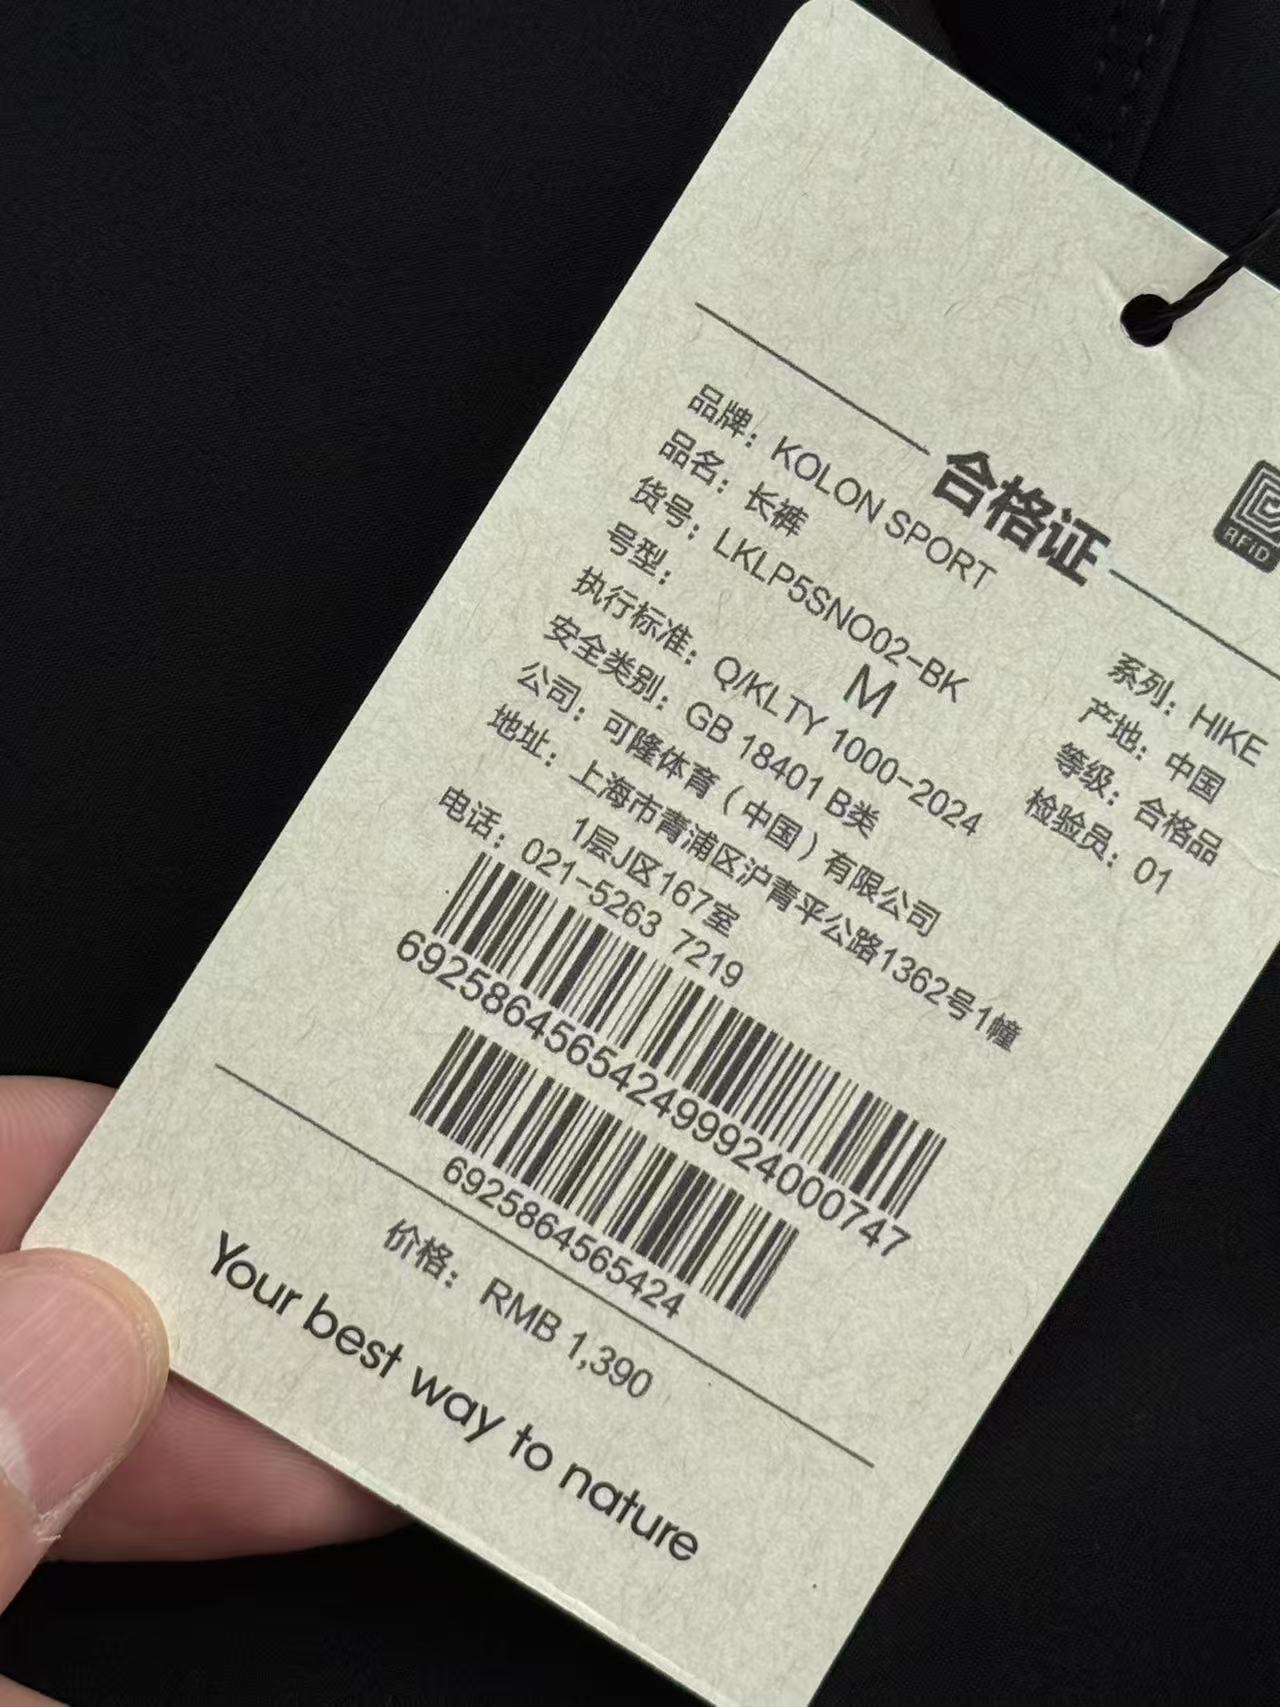 合格证
RFID
品牌：KOLON SPORT
品名：长裤
货号：LKLP5SNO02-BK
号型：M
执行标准：Q/KLTY 1000-2024
安全类别：GB 18401 B类
公司：可隆体育（中国）有限公司
地址：上海市青浦区沪青平公路1362号1幢
1层J区167室
电话：021-5263 7219
系列：HIKE
产地：中国
等级：合格品
检验员：01
692586456542499924000747
6925864565424
价格：RMB 1,390
Your best way to nature